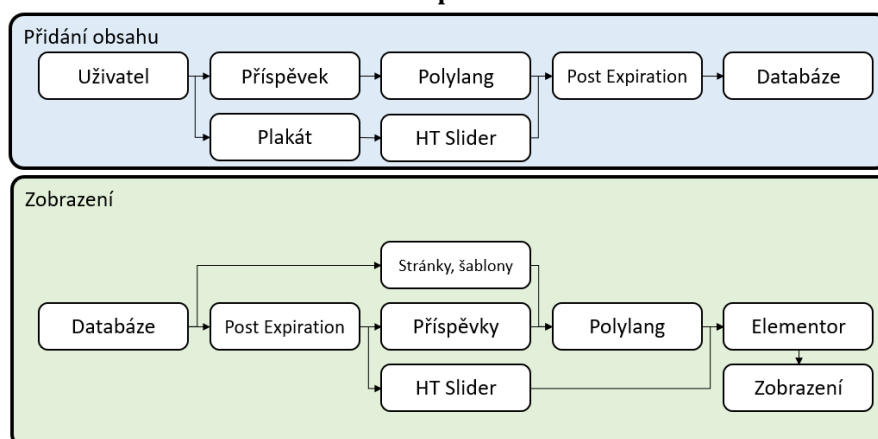 Přidání obsahu
Uživatel
Příspěvek
Polylang
Post Expiration
Databáze
Plakát
HT Slider
Zobrazení
Stránky, šablony
Databáze
Post Expiration
Příspěvky
Polylang
Elementor
HT Slider
Zobrazení